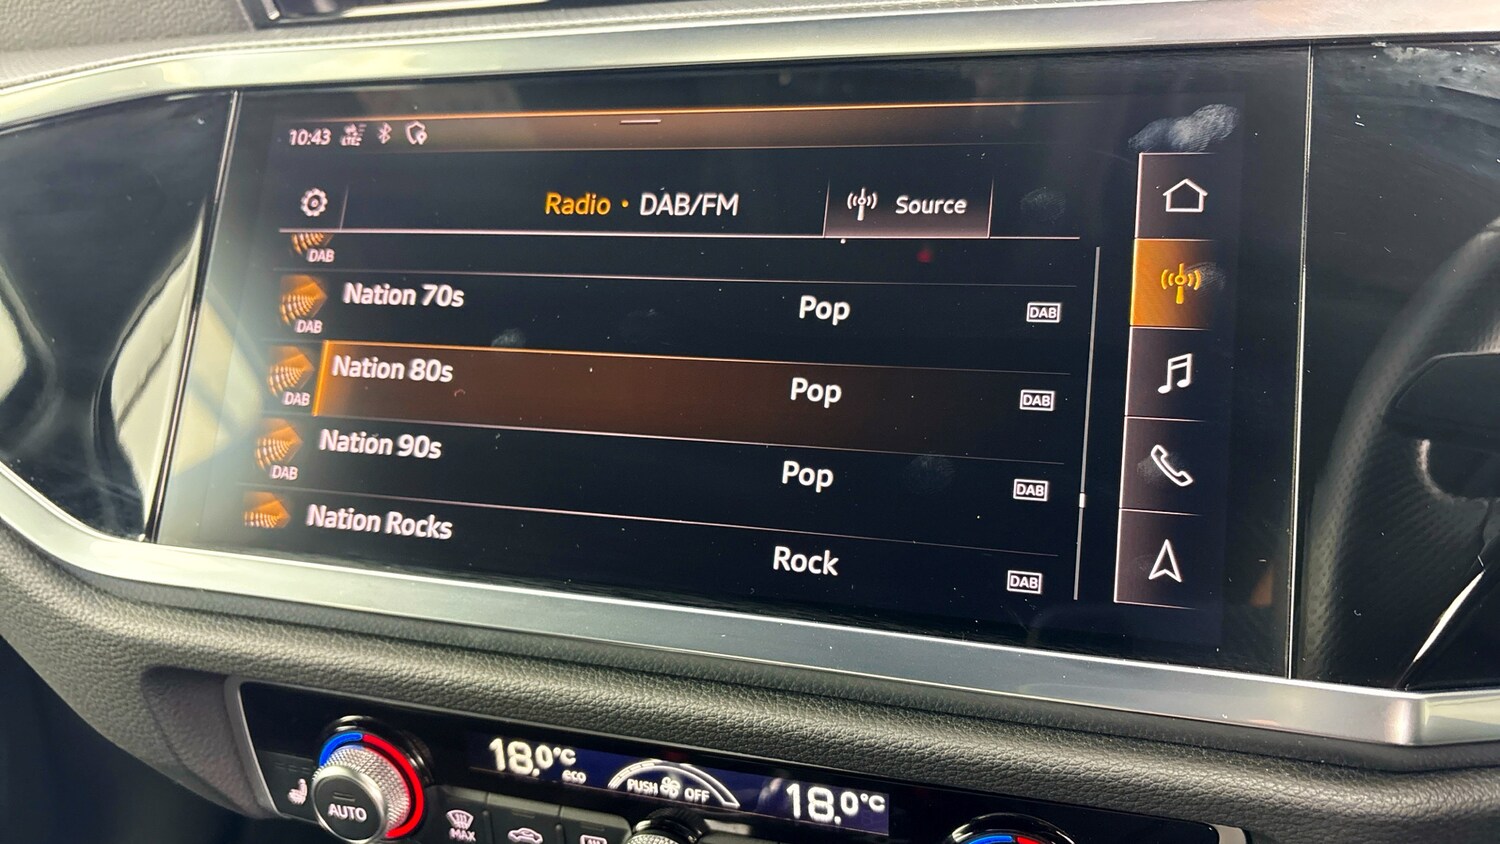 10:43 LTE
Radio • DAB/FM
Source
DAB
Nation 70s Pop DAB
DAB
Nation 80s Pop DAB
DAB
Nation 90s Pop DAB
DAB
Nation Rocks Rock DAB
18.0°C eco PUSH OFF 18.0°C
AUTO
MAX